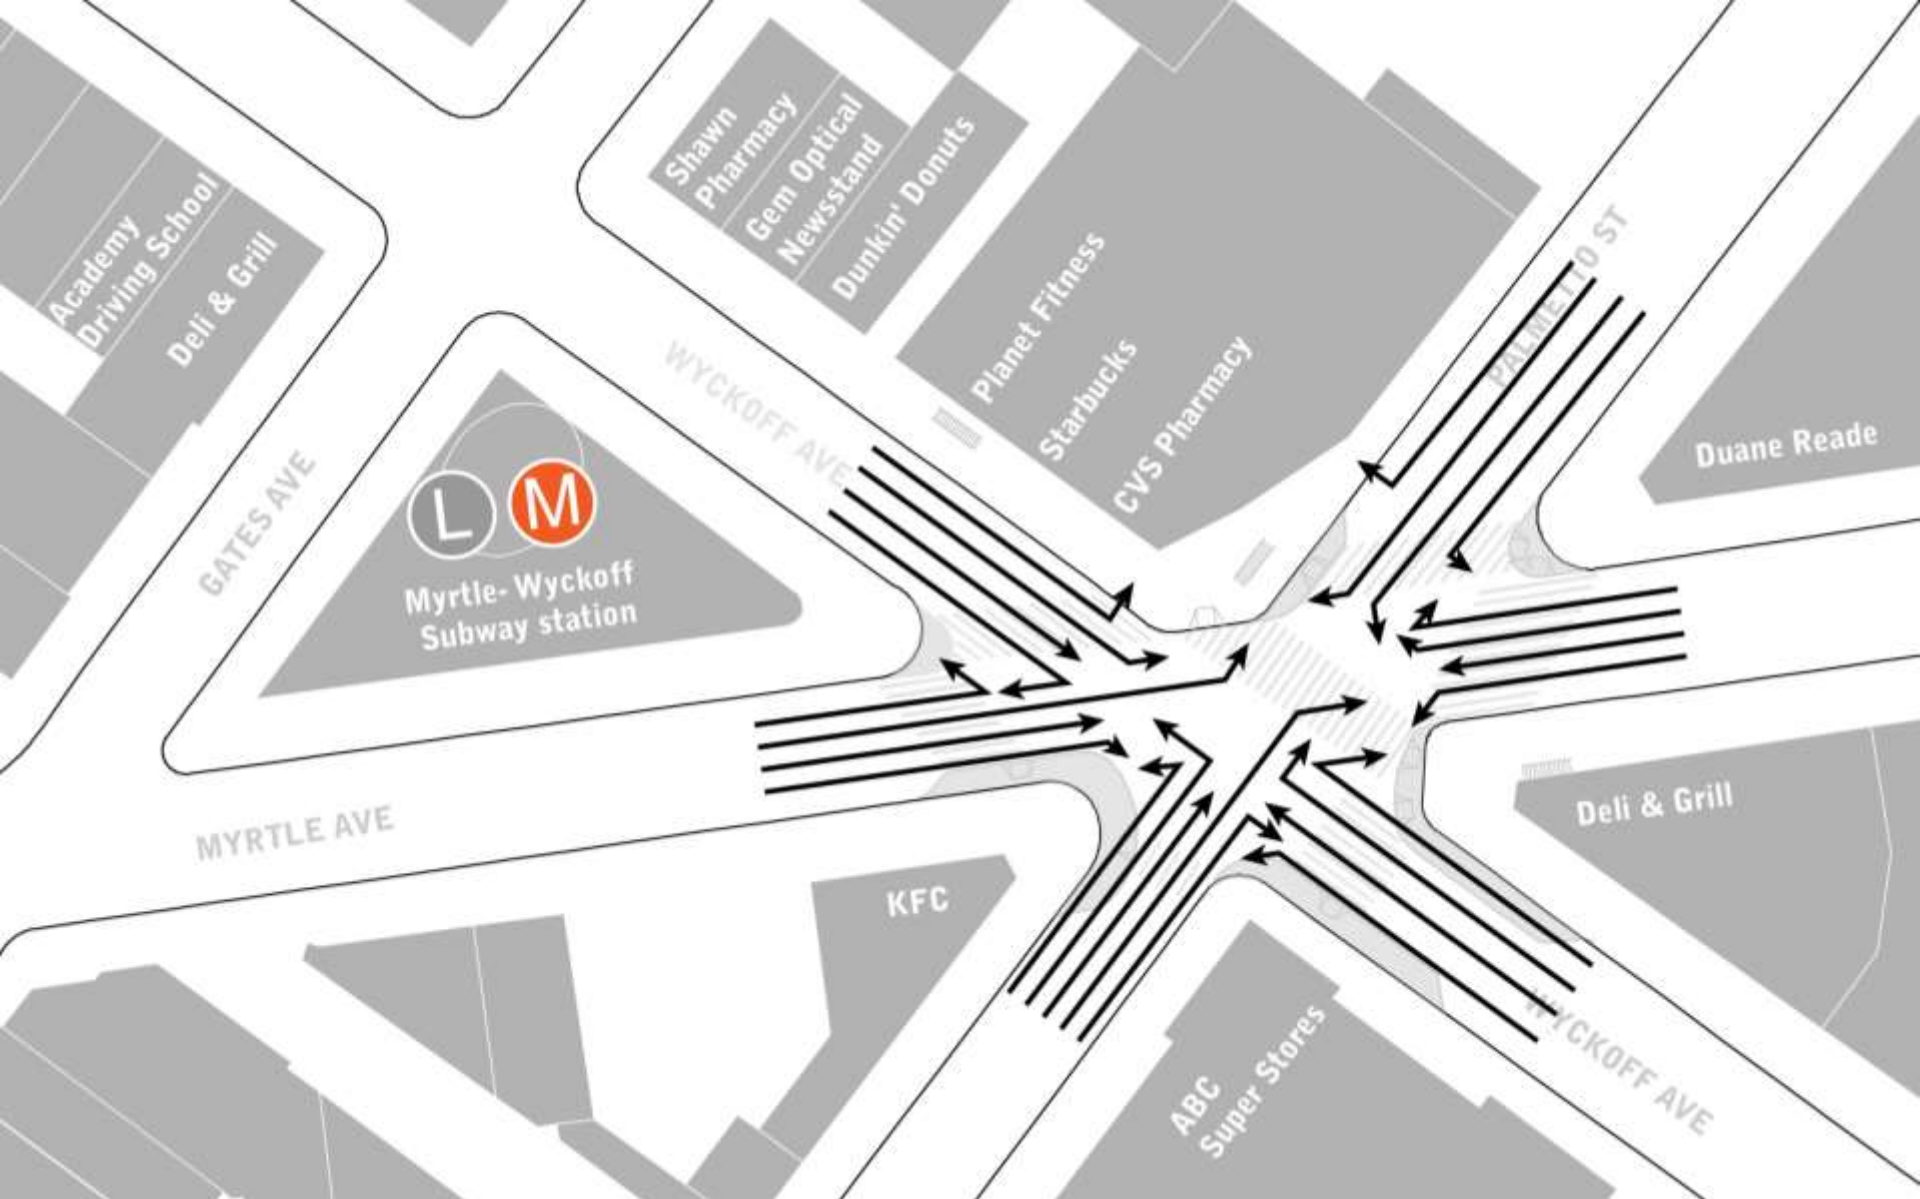 Shawn
Pharmacy
Gem Optical
Newsstand
Dunkin' Donuts
Academy
Driving School
Deli & Grill
WYCKOFF AVE
Planet Fitness
Starbucks
CVS Pharmacy
PALMETTO ST
Duane Reade
GATES AVE
L M
Myrtle- Wyckoff
Subway station
MYRTLE AVE
KFC
Deli & Grill
WYCKOFF AVE
ABC
Super Stores